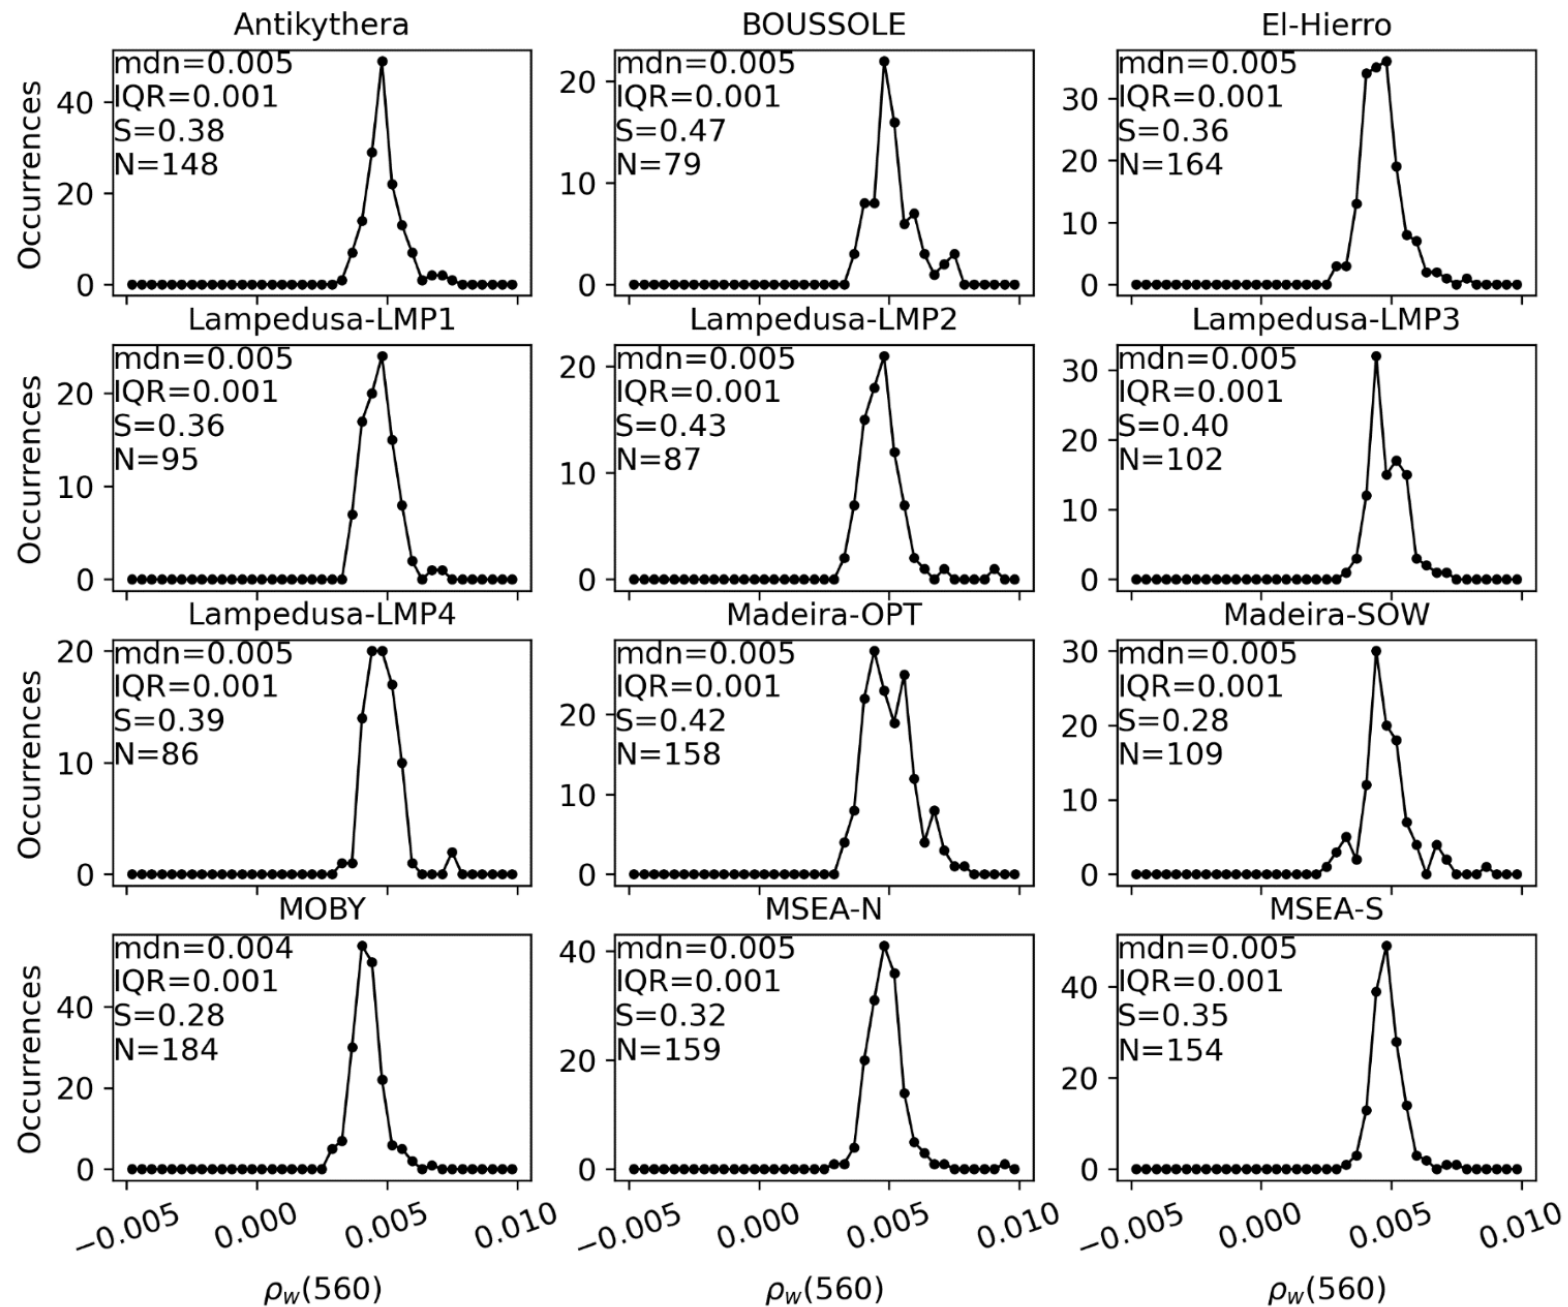 Antikythera
mdn=0.005
IQR=0.001
S=0.38
N=148
Occurrences
40
20
0
BOUSSOLE
mdn=0.005
IQR=0.001
S=0.47
N=79
20
10
0
El-Hierro
mdn=0.005
IQR=0.001
S=0.36
N=164
30
20
10
0
Lampedusa-LMP1
mdn=0.005
IQR=0.001
S=0.36
N=95
Occurrences
20
10
0
Lampedusa-LMP2
mdn=0.005
IQR=0.001
S=0.43
N=87
20
10
0
Lampedusa-LMP3
mdn=0.005
IQR=0.001
S=0.40
N=102
30
20
10
0
Lampedusa-LMP4
mdn=0.005
IQR=0.001
S=0.39
N=86
Occurrences
20
10
0
Madeira-OPT
mdn=0.005
IQR=0.001
S=0.42
N=158
20
10
0
Madeira-SOW
mdn=0.005
IQR=0.001
S=0.28
N=109
30
20
10
0
MOBY
mdn=0.004
IQR=0.001
S=0.28
N=184
Occurrences
40
20
0
−0.005 0.000 0.005 0.010
ρw(560)
MSEA-N
mdn=0.005
IQR=0.001
S=0.32
N=159
40
20
0
−0.005 0.000 0.005 0.010
ρw(560)
MSEA-S
mdn=0.005
IQR=0.001
S=0.35
N=154
40
20
0
−0.005 0.000 0.005 0.010
ρw(560)